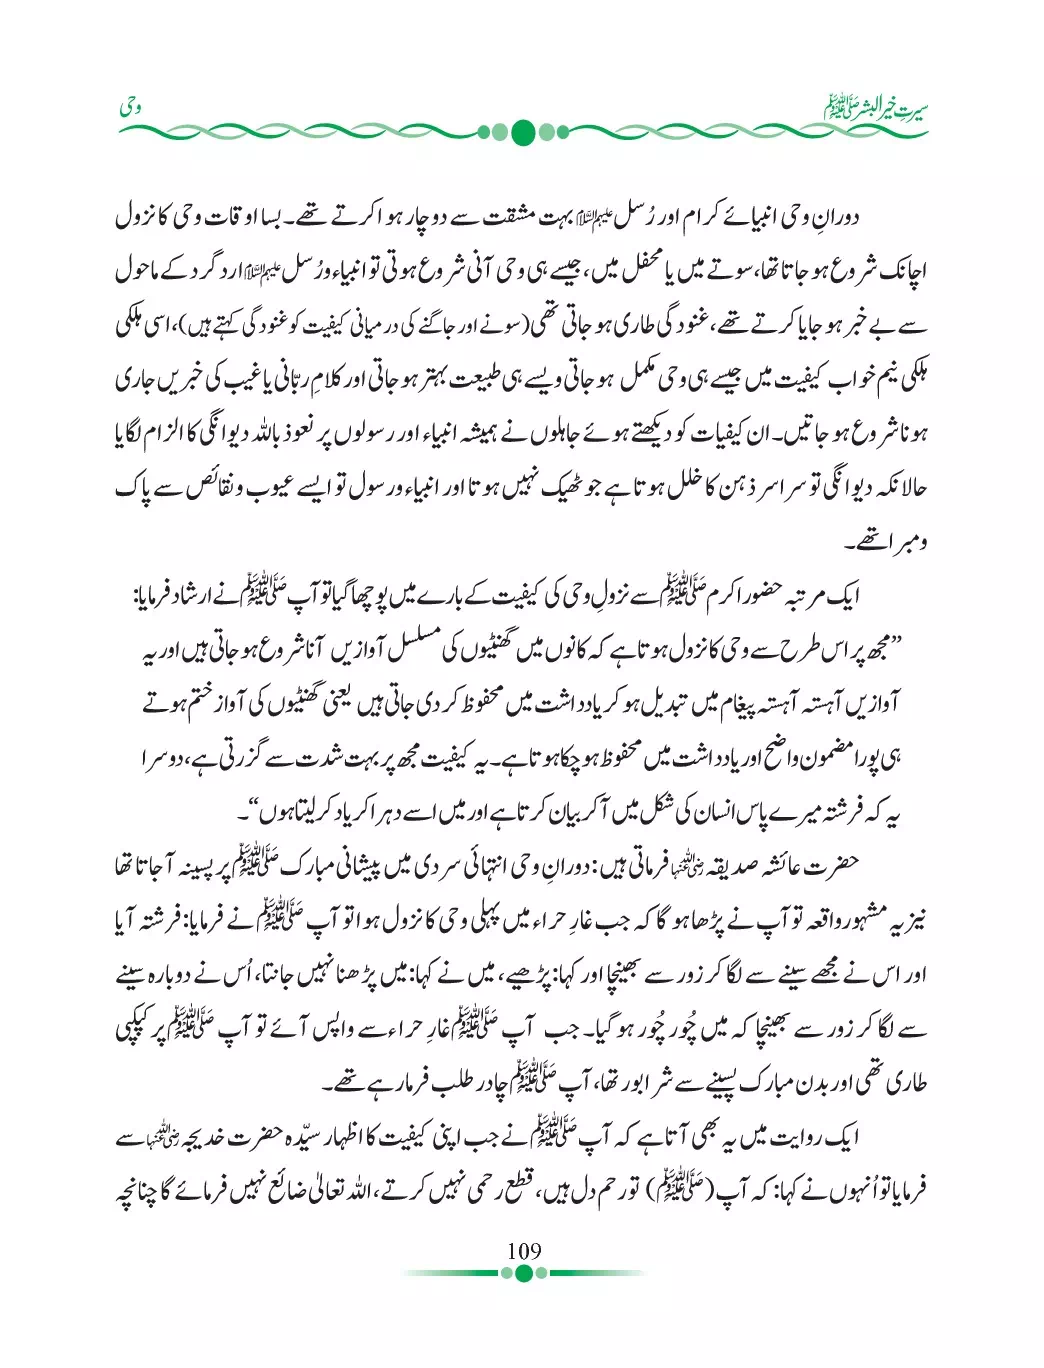 سیرتِ خیر البشر ﷺ
وحی
دورانِ وحی انبیائے کرام اور رُسل علیہم السلام بہت مشقت سے دوچار ہوا کرتے تھے۔ بسا اوقات وحی کا نزول
اچانک شروع ہو جاتا تھا، سوتے میں یا محفل میں، جیسے ہی وحی آنی شروع ہوتی تو انبیاء ورُسل علیہم السلام ارد گرد کے ماحول
سے بے خبر ہو جایا کرتے تھے، غنودگی طاری ہو جاتی تھی (سونے اور جاگنے کی درمیانی کیفیت کو غنودگی کہتے ہیں)، اسی ہلکی
ہلکی نیم خواب کیفیت میں جیسے ہی وحی مکمل ہو جاتی ویسے ہی طبیعت بہتر ہو جاتی اور کلامِ ربّانی یا غیب کی خبریں جاری
ہونا شروع ہو جاتیں۔ ان کیفیات کو دیکھتے ہوئے جاہلوں نے ہمیشہ انبیاء اور رسولوں پر نعوذ باللہ دیوانگی کا الزام لگایا
حالانکہ دیوانگی تو سراسر ذہن کا خلل ہوتا ہے جو ٹھیک نہیں ہوتا اور انبیاء ورسول تو ایسے عیوب ونقائص سے پاک
ومبرا تھے۔
ایک مرتبہ حضور اکرم ﷺ سے نزولِ وحی کی کیفیت کے بارے میں پوچھا گیا تو آپ ﷺ نے ارشاد فرمایا:
”مجھ پر اس طرح سے وحی کا نزول ہوتا ہے کہ کانوں میں گھنٹیوں کی مسلسل آوازیں آنا شروع ہو جاتی ہیں اور یہ
آوازیں آہستہ آہستہ پیغام میں تبدیل ہو کر یادداشت میں محفوظ کر دی جاتی ہیں یعنی گھنٹیوں کی آواز ختم ہوتے
ہی پورا مضمون واضح اور یادداشت میں محفوظ ہو چکا ہوتا ہے۔ یہ کیفیت مجھ پر بہت شدت سے گزرتی ہے، دوسرا
یہ کہ فرشتہ میرے پاس انسان کی شکل میں آ کر بیان کرتا ہے اور میں اسے دہرا کر یاد کر لیتا ہوں“۔
حضرت عائشہ صدیقہ رضی اللہ عنہا فرماتی ہیں: دورانِ وحی انتہائی سردی میں پیشانی مبارک ﷺ پر پسینہ آ جاتا تھا
نیز یہ مشہور واقعہ تو آپ نے پڑھا ہو گا کہ جب غارِ حراء میں پہلی وحی کا نزول ہوا تو آپ ﷺ نے فرمایا: فرشتہ آیا
اور اس نے مجھے سینے سے لگا کر زور سے بھینچا اور کہا: پڑھیے، میں نے کہا: میں پڑھنا نہیں جانتا، اُس نے دوبارہ سینے
سے لگا کر زور سے بھینچا کہ میں چُور چُور ہو گیا۔ جب آپ ﷺ غارِ حراء سے واپس آئے تو آپ ﷺ پر کپکپی
طاری تھی اور بدن مبارک پسینے سے شرابور تھا، آپ ﷺ چادر طلب فرما رہے تھے۔
ایک روایت میں یہ بھی آتا ہے کہ آپ ﷺ نے جب اپنی کیفیت کا اظہار سیّدہ حضرت خدیجہ رضی اللہ عنہا سے
فرمایا تو اُنہوں نے کہا: کہ آپ (ﷺ) تو رحم دل ہیں، قطع رحمی نہیں کرتے، اللہ تعالیٰ ضائع نہیں فرمائے گا چنانچہ
109